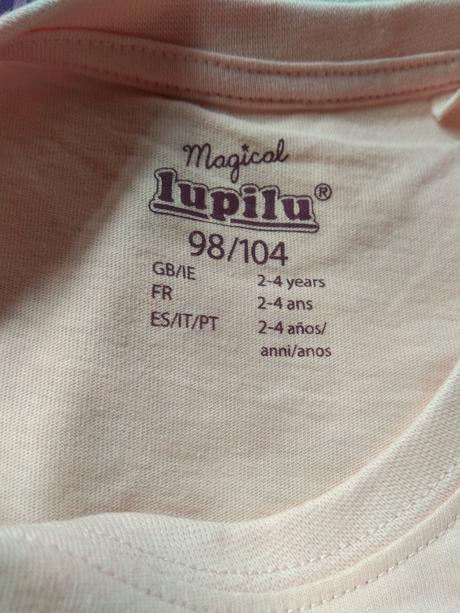 Magical
lupilu®
98/104
GB/IE 2-4 years
FR 2-4 ans
ES/IT/PT 2-4 años/
anni/anos